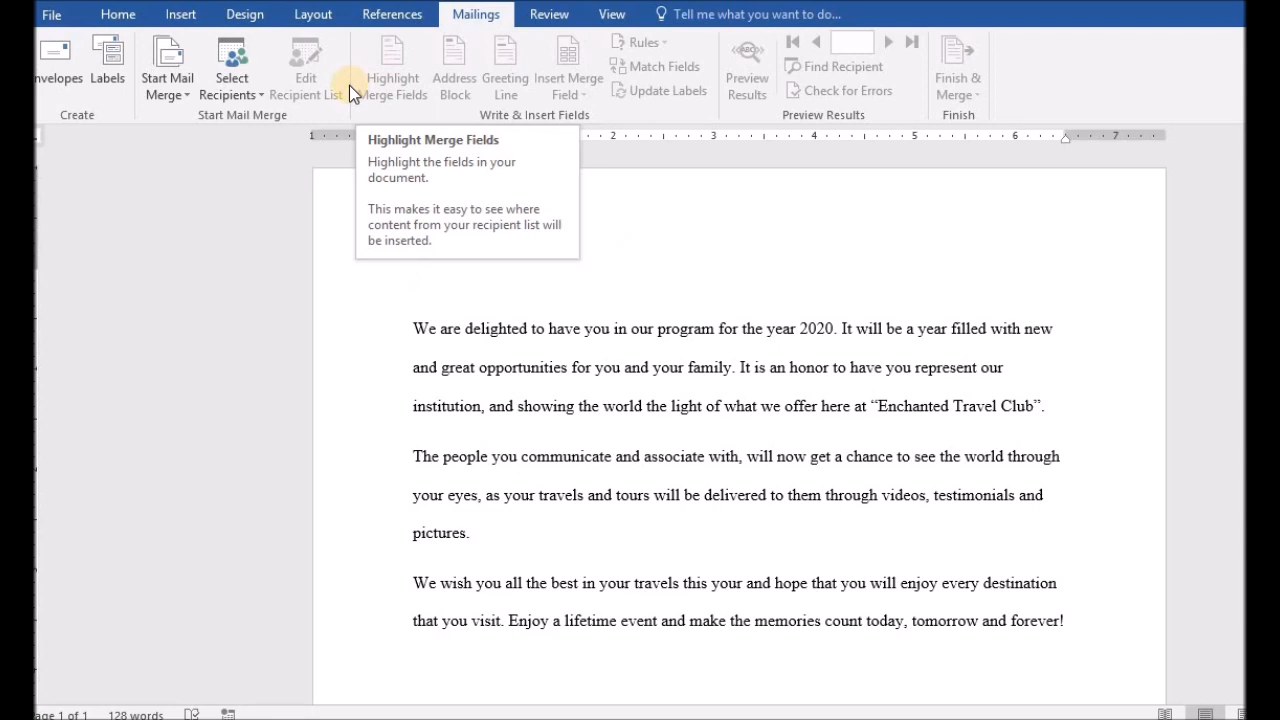 File Home Insert Design Layout References Mailings Review View Tell me what you want to do...
nvelopes Labels Start Mail Merge Select Recipients Edit Recipient List Highlight Merge Fields Address Block Greeting Line Insert Merge Field Rules Match Fields Update Labels Preview Results Find Recipient Check for Errors Finish & Merge
Create Start Mail Merge Write & Insert Fields Preview Results Finish
1 2 3 4 5 6 7
Highlight Merge Fields
Highlight the fields in your
document.
This makes it easy to see where
content from your recipient list will
be inserted.
We are delighted to have you in our program for the year 2020. It will be a year filled with new
and great opportunities for you and your family. It is an honor to have you represent our
institution, and showing the world the light of what we offer here at “Enchanted Travel Club”.
The people you communicate and associate with, will now get a chance to see the world through
your eyes, as your travels and tours will be delivered to them through videos, testimonials and
pictures.
We wish you all the best in your travels this your and hope that you will enjoy every destination
that you visit. Enjoy a lifetime event and make the memories count today, tomorrow and forever!
age 1 of 1 128 words